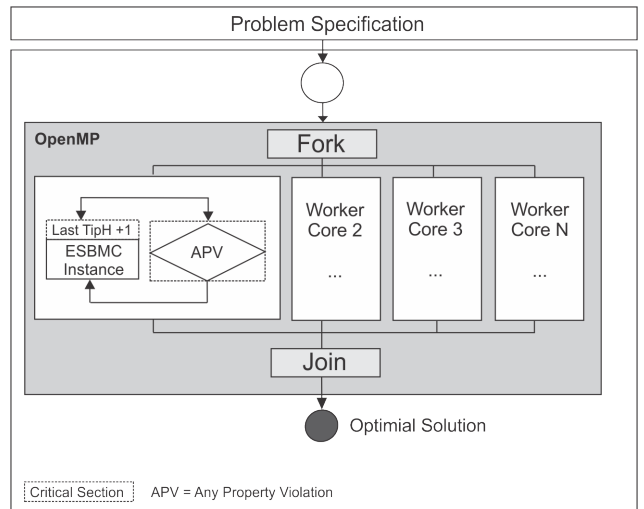 Problem Specification
OpenMP
Fork
Last TipH +1
ESBMC
Instance
APV
Worker
Core 2
...
Worker
Core 3
...
Worker
Core N
...
Join
Optimial Solution
Critical Section
APV = Any Property Violation